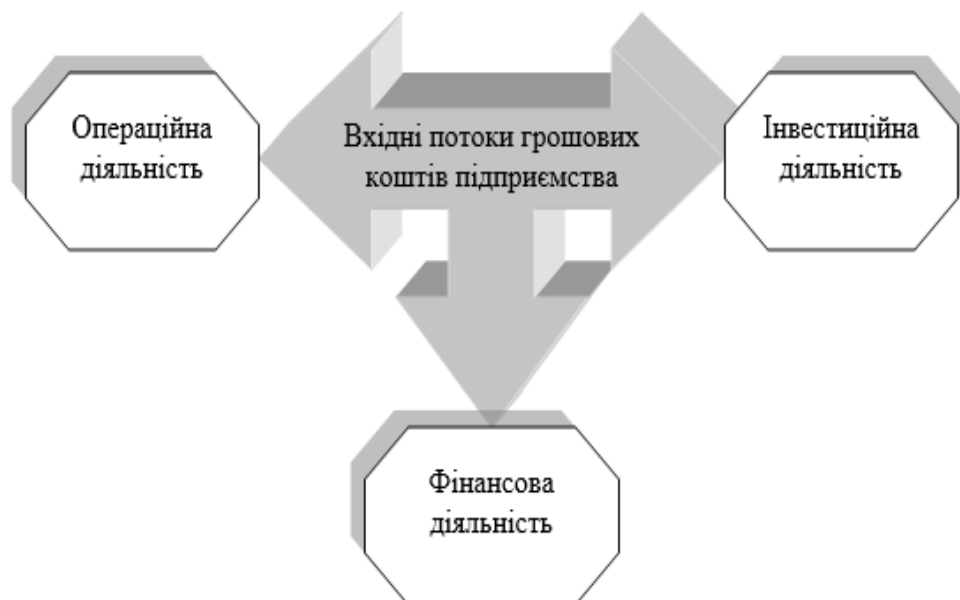 Операційна
діяльність
Вхідні потоки грошових
коштів підприємства
Інвестиційна
діяльність
Фінансова
діяльність